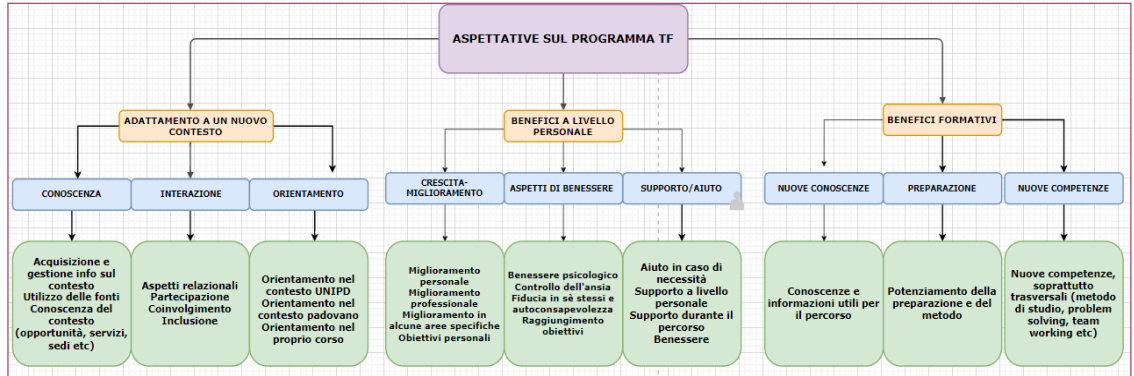 ASPETTATIVE SUL PROGRAMMA TF
ADATTAMENTO A UN NUOVO
CONTESTO
BENEFICI A LIVELLO
PERSONALE
BENEFICI FORMATIVI
CONOSCENZA
INTERAZIONE
ORIENTAMENTO
CRESCITA-
MIGLIORAMENTO
ASPETTI DI BENESSERE
SUPPORTO/AIUTO
NUOVE CONOSCENZE
PREPARAZIONE
NUOVE COMPETENZE
Acquisizione e
gestione info sul
contesto
Utilizzo delle fonti
Conoscenza del
contesto
(opportunità, servizi,
sedi etc)
Aspetti relazionali
Partecipazione
Coinvolgimento
Inclusione
Orientamento nel
contesto UNIPD
Orientamento nel
contesto padovano
Orientamento nel
proprio corso
Miglioramento
personale
Miglioramento
professionale
Miglioramento in
alcune aree specifiche
Obiettivi personali
Benessere psicologico
Controllo dell'ansia
Fiducia in sè stessi e
autoconsapevolezza
Raggiungimento
obiettivi
Aiuto in caso di
necessità
Supporto a livello
personale
Supporto durante il
percorso
Benessere
Conoscenze e
informazioni utili per
il percorso
Potenziamento della
preparazione e del
metodo
Nuove competenze,
soprattutto
trasversali (metodo
di studio, problem
solving, team
working etc)